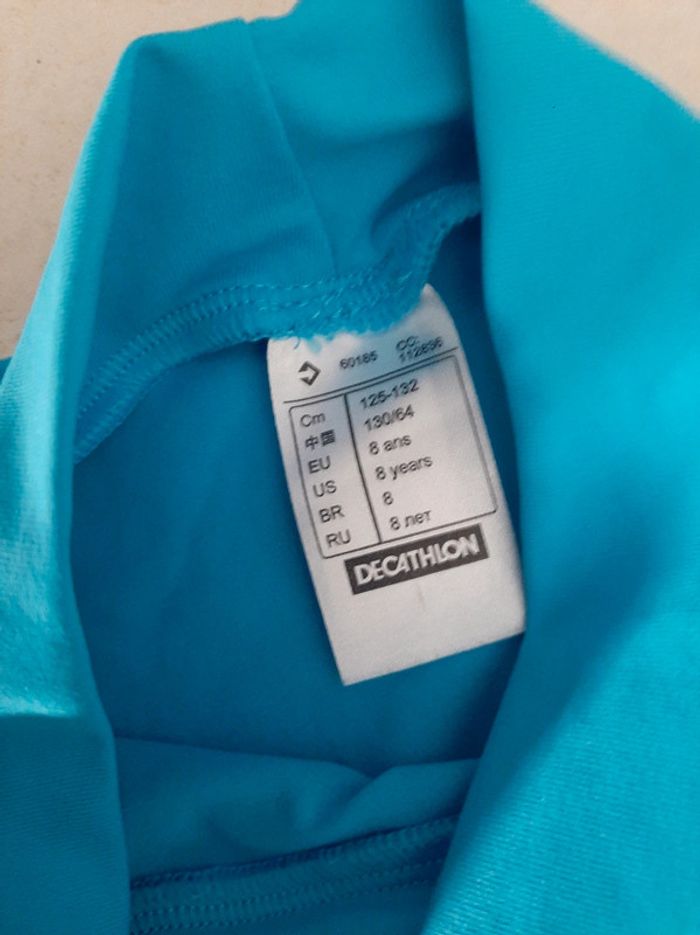 60185 CC: 112896
Cm 125-132
中国 130/64
EU 8 ans
US 8 years
BR 8
RU 8 лет
DECATHLON